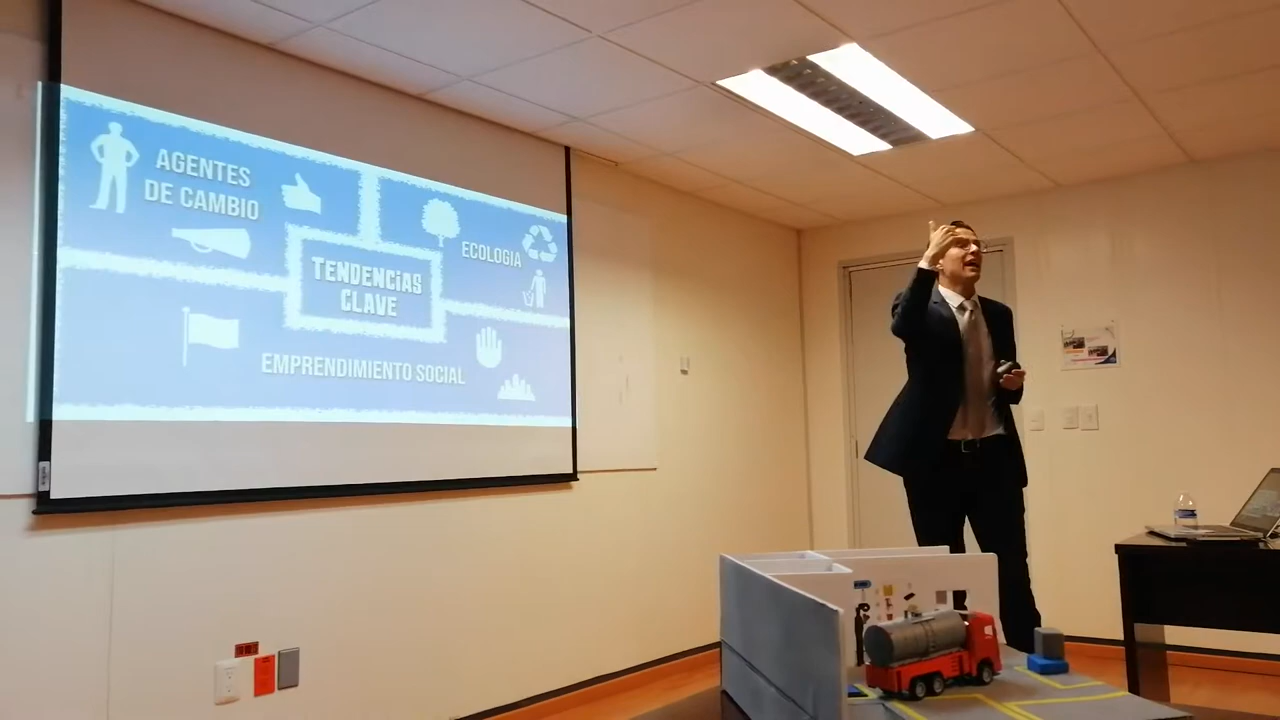 AGENTES
DE CAMBIO
ECOLOGIA
TENDENCiAS
CLAVE
EMPRENDIMIENTO SOCIAL